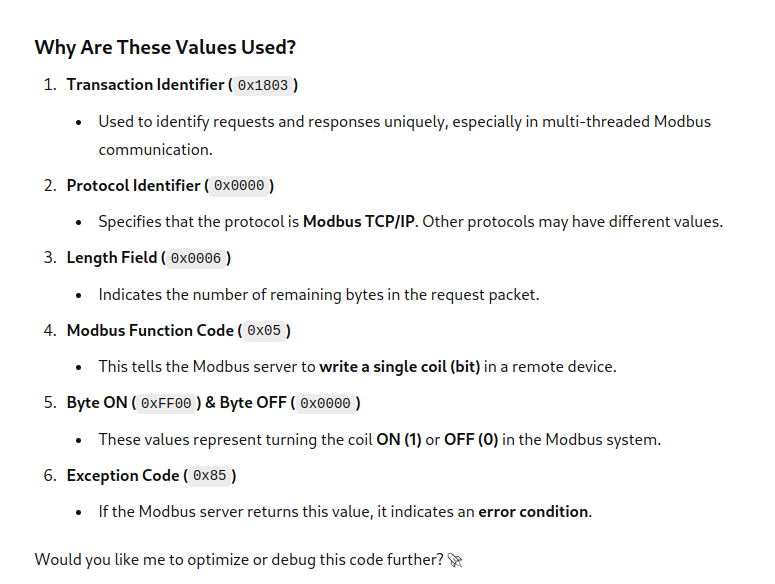 Why Are These Values Used?
1. Transaction Identifier ( 0x1803 )
• Used to identify requests and responses uniquely, especially in multi-threaded Modbus
communication.
2. Protocol Identifier ( 0x0000 )
• Specifies that the protocol is Modbus TCP/IP. Other protocols may have different values.
3. Length Field ( 0x0006 )
• Indicates the number of remaining bytes in the request packet.
4. Modbus Function Code ( 0x05 )
• This tells the Modbus server to write a single coil (bit) in a remote device.
5. Byte ON ( 0xFF00 ) & Byte OFF ( 0x0000 )
• These values represent turning the coil ON (1) or OFF (0) in the Modbus system.
6. Exception Code ( 0x85 )
• If the Modbus server returns this value, it indicates an error condition.
Would you like me to optimize or debug this code further? 🚀